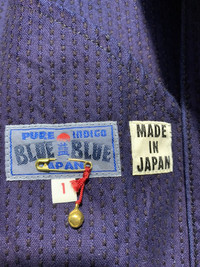 PURE INDIGO
BLUE BLUE
JAPAN
1
MADE IN
JAPAN